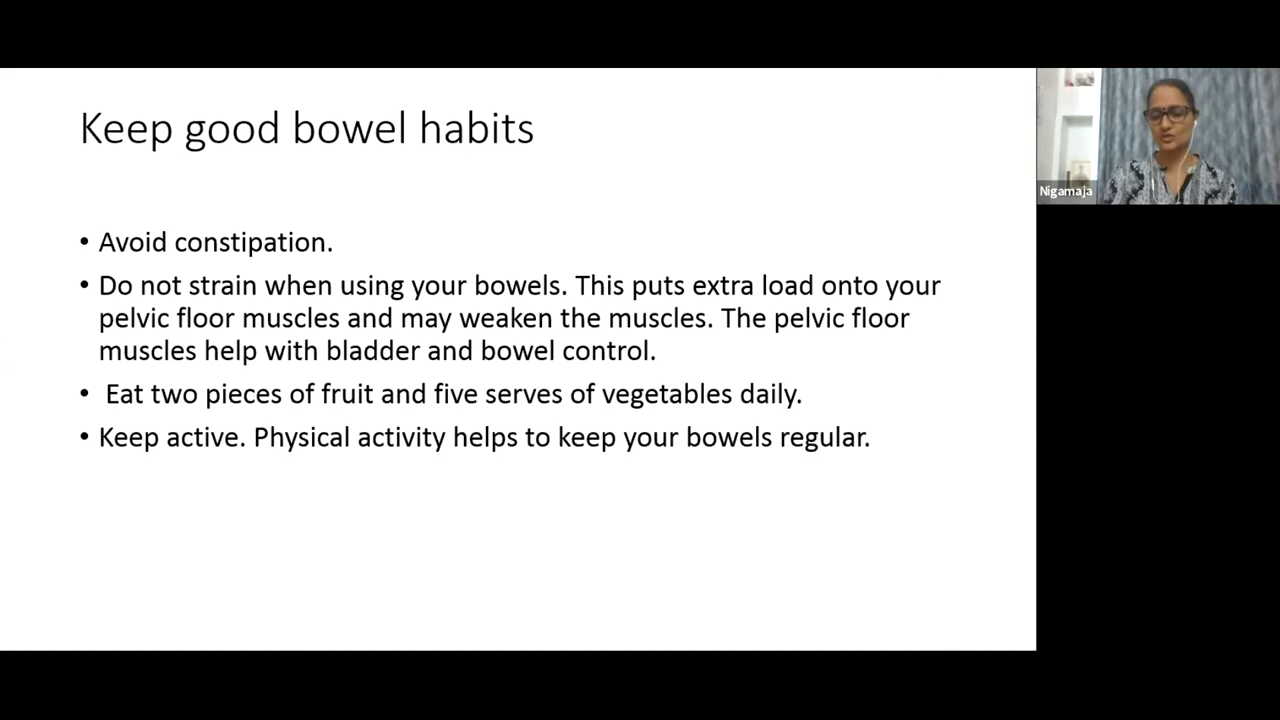 Keep good bowel habits
• Avoid constipation.
• Do not strain when using your bowels. This puts extra load onto your
pelvic floor muscles and may weaken the muscles. The pelvic floor
muscles help with bladder and bowel control.
• Eat two pieces of fruit and five serves of vegetables daily.
• Keep active. Physical activity helps to keep your bowels regular.
Nigamaja